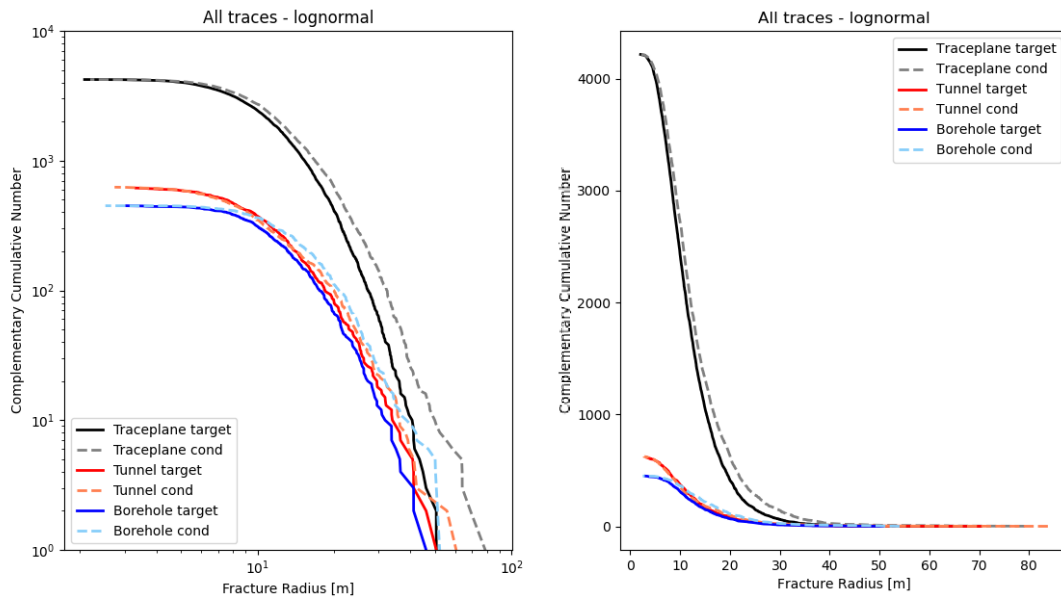 All traces - lognormal
10^4
10^3
10^2
10^1
10^0
Complementary Cumulative Number
Traceplane target
Traceplane cond
Tunnel target
Tunnel cond
Borehole target
Borehole cond
10^1
10^2
Fracture Radius [m]
All traces - lognormal
4000
3000
2000
1000
0
Complementary Cumulative Number
Traceplane target
Traceplane cond
Tunnel target
Tunnel cond
Borehole target
Borehole cond
0 10 20 30 40 50 60 70 80
Fracture Radius [m]